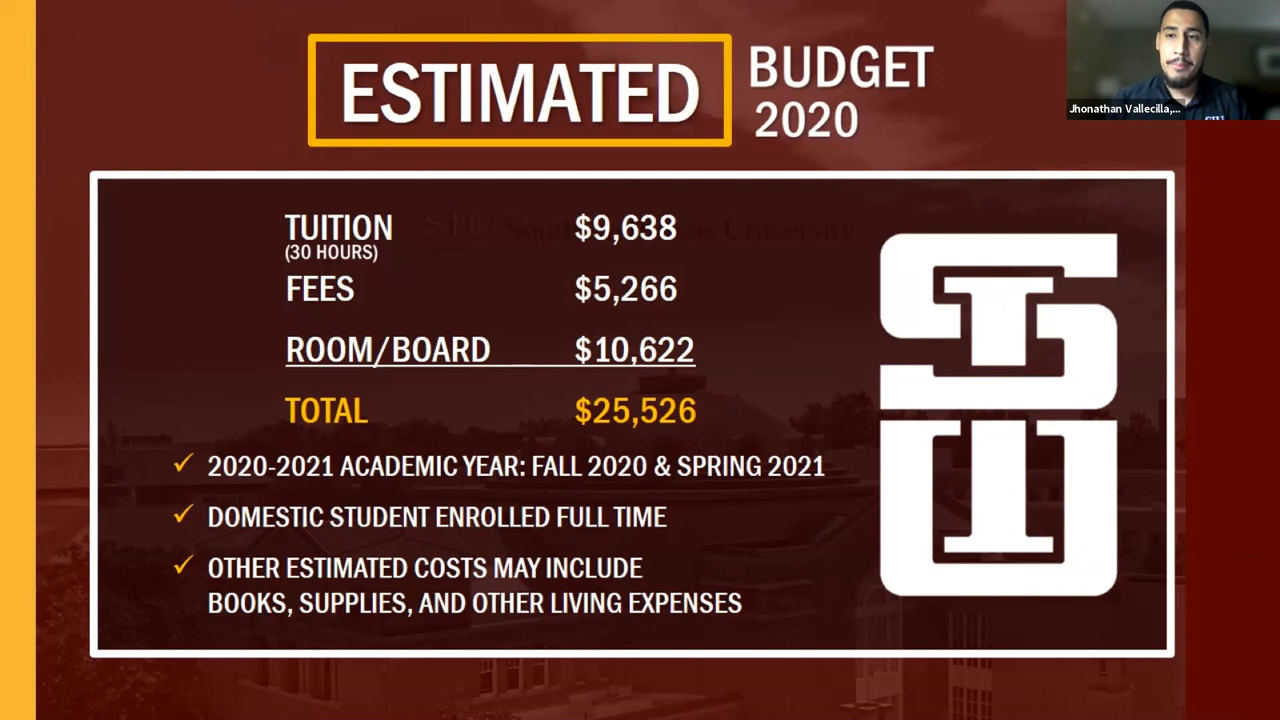 ESTIMATED
BUDGET
2020
Jhonathan Vallecilla,...
TUITION $9,638
(30 HOURS)
FEES $5,266
ROOM/BOARD $10,622
TOTAL $25,526
✓ 2020-2021 ACADEMIC YEAR: FALL 2020 & SPRING 2021
✓ DOMESTIC STUDENT ENROLLED FULL TIME
✓ OTHER ESTIMATED COSTS MAY INCLUDE
BOOKS, SUPPLIES, AND OTHER LIVING EXPENSES
SIU